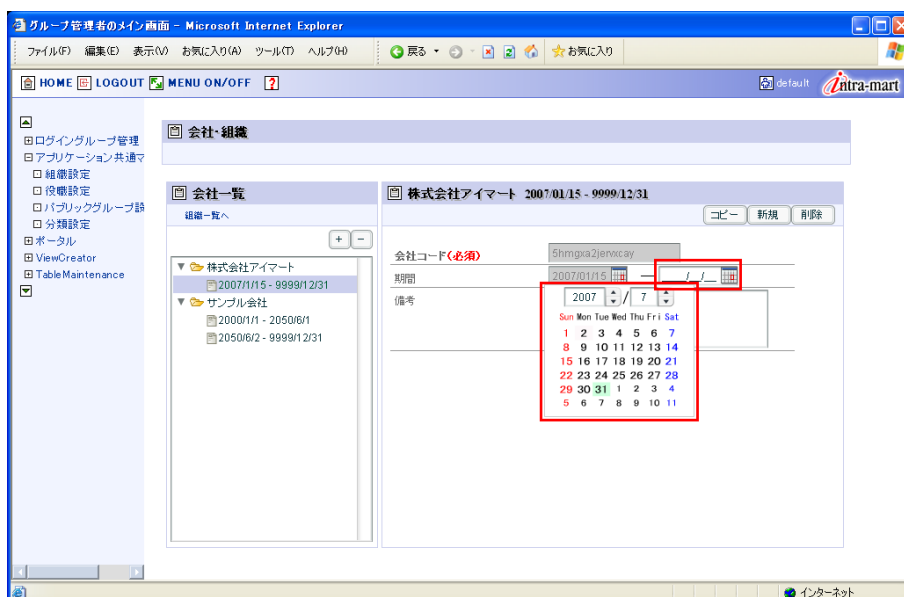 グループ管理者のメイン画面 - Microsoft Internet Explorer
ファイル(F) 編集(E) 表示(V) お気に入り(A) ツール(T) ヘルプ(H) 戻る お気に入り
HOME LOGOUT MENU ON/OFF ? default intra-mart
ログイングループ管理
アプリケーション共通マ
組織設定
役職設定
パブリックグループ設
分類設定
ポータル
ViewCreator
TableMaintenance
会社・組織
会社一覧
組織一覧へ
+ -
株式会社アイマート
2007/1/15 - 9999/12/31
サンプル会社
2000/1/1 - 2050/6/1
2050/6/2 - 9999/12/31
株式会社アイマート 2007/01/15 - 9999/12/31
コピー 新規 削除
会社コード(必須)
期間 2007/01/15 — ____/__/__
備考
2007 / 7
Sun Mon Tue Wed Thu Fri Sat
1 2 3 4 5 6 7
8 9 10 11 12 13 14
15 16 17 18 19 20 21
22 23 24 25 26 27 28
29 30 31 1 2 3 4
5 6 7 8 9 10 11
インターネット